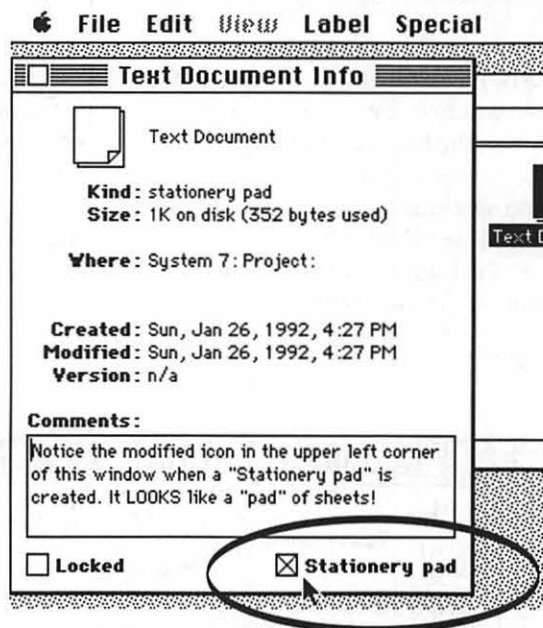 File Edit View Label Special
Text Document Info
Text Document
Kind: stationery pad
Size: 1K on disk (352 bytes used)
Text D
Where: System 7: Project:
Created: Sun, Jan 26, 1992, 4:27 PM
Modified: Sun, Jan 26, 1992, 4:27 PM
Version: n/a
Comments:
Notice the modified icon in the upper left corner
of this window when a "Stationery pad" is
created. It LOOKS like a "pad" of sheets!
Locked
Stationery pad